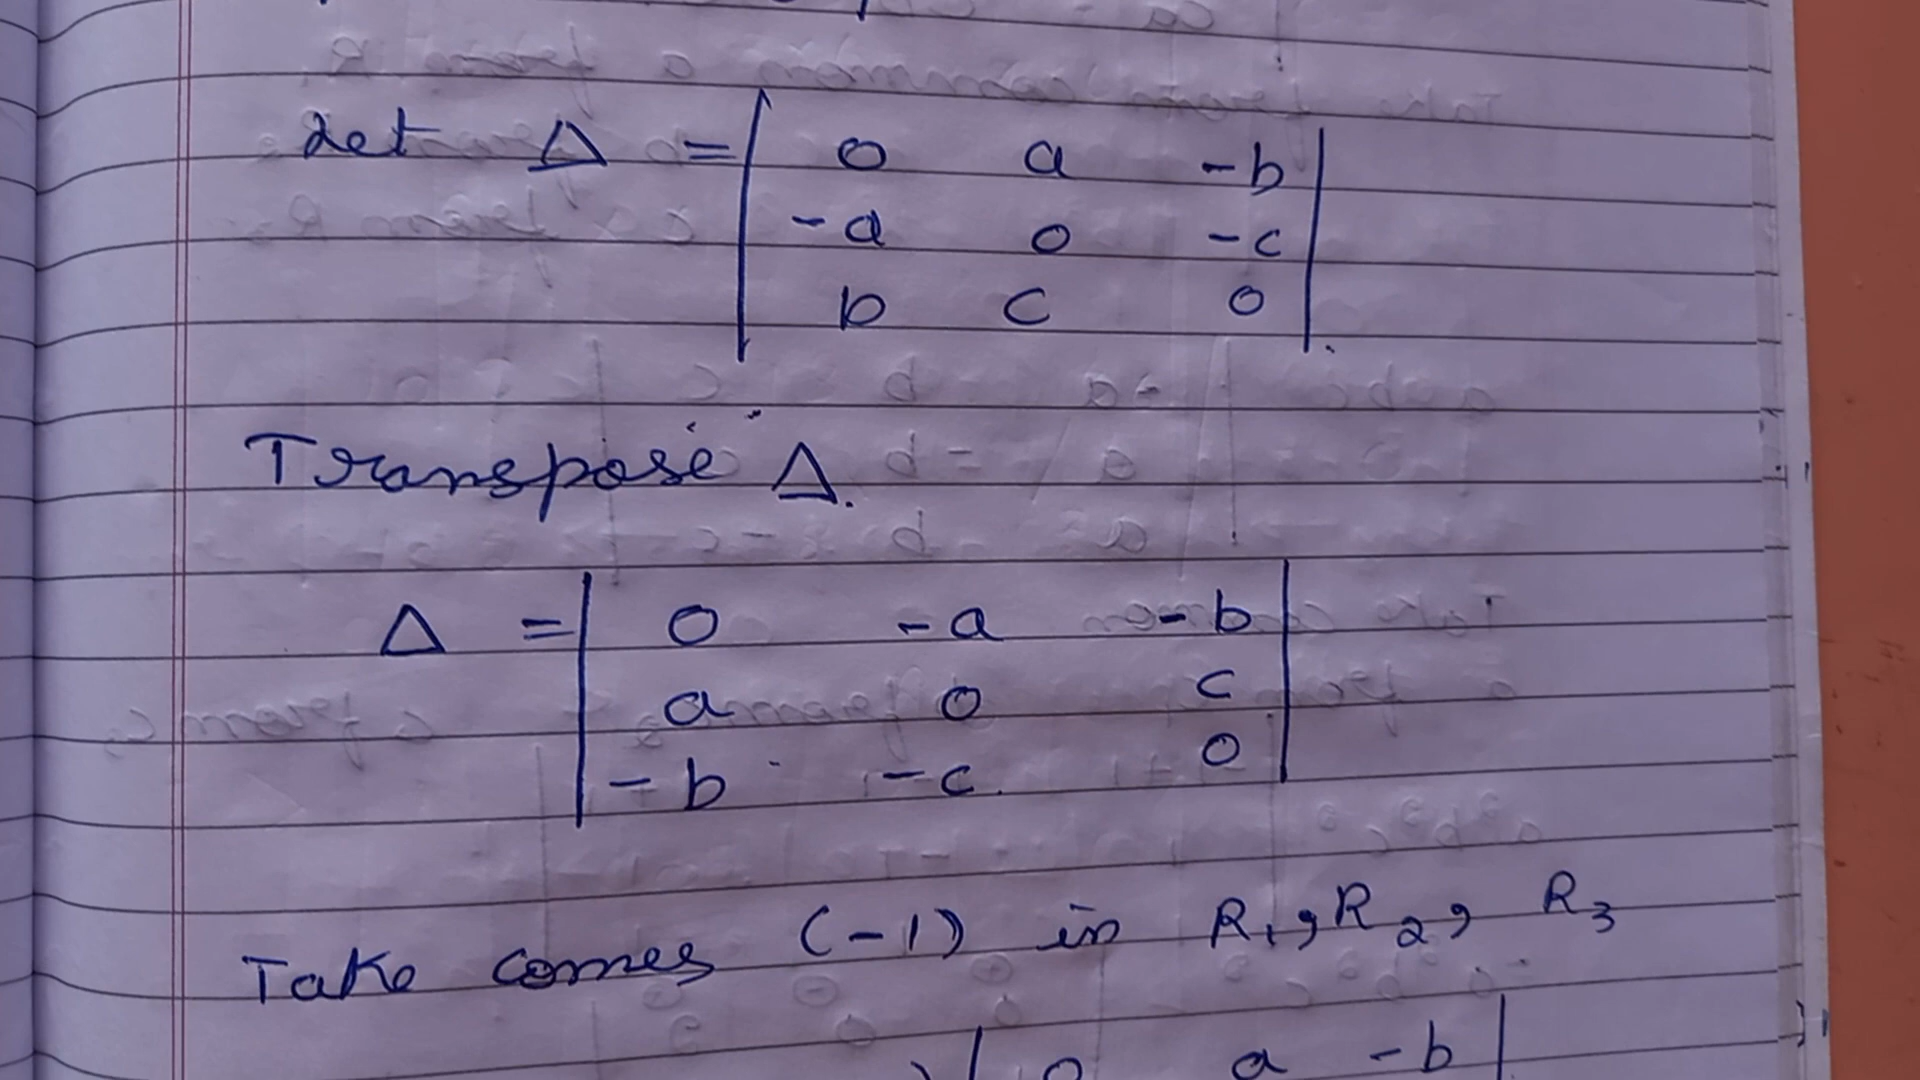 Let Δ = | 0 a -b |
| -a 0 -c |
| b c 0 |
Transpose Δ.
Δ = | 0 -a -b |
| a 0 c |
| -b -c 0 |
Take comes (-1) in R1, R2, R3
| 0 a -b |